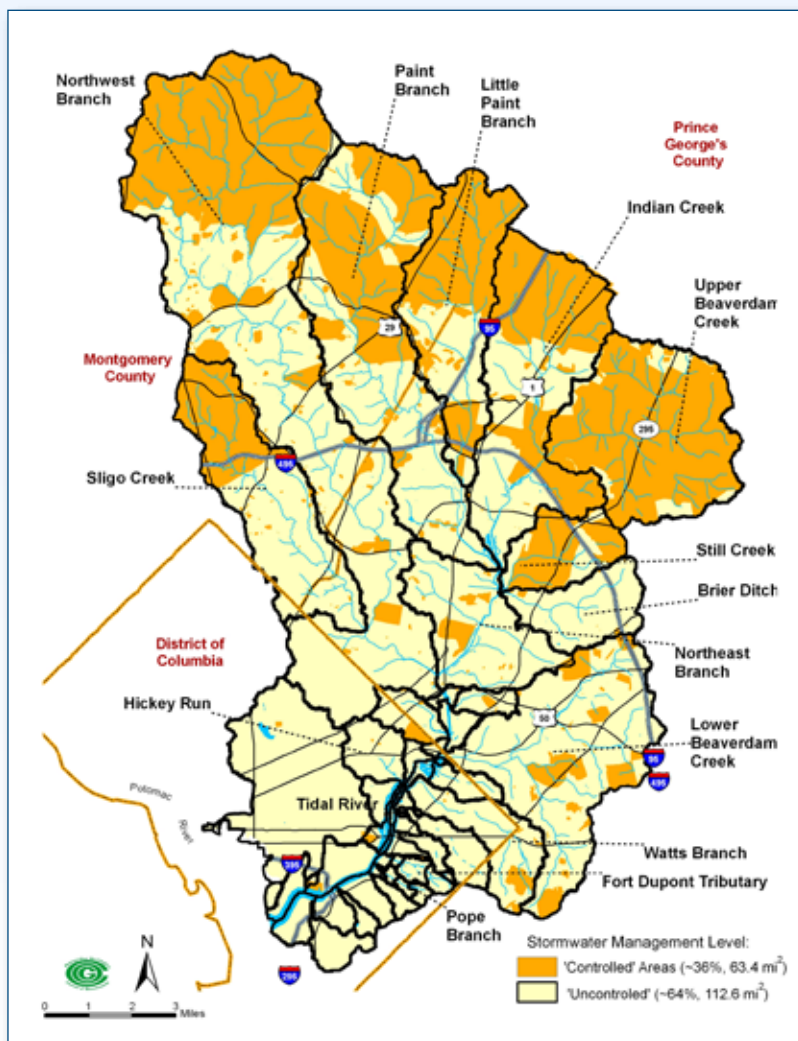 Northwest
Branch
Paint
Branch
Little
Paint
Branch
Prince
George's
County
Indian Creek
Upper
Beaverdam
Creek
29
95
1
Montgomery
County
295
495
Sligo Creek
Still Creek
Brier Ditch
District of
Columbia
Northeast
Branch
Hickey Run
50
Lower
Beaverdam
Creek
95
495
Tidal River
Potomac
River
395
Watts Branch
Fort Dupont Tributary
Pope
Branch
295
N
0 1 2 3
Miles
Stormwater Management Level:
'Controlled' Areas (~36%, 63.4 mi²)
'Uncontroled' (~64%, 112.6 mi²)